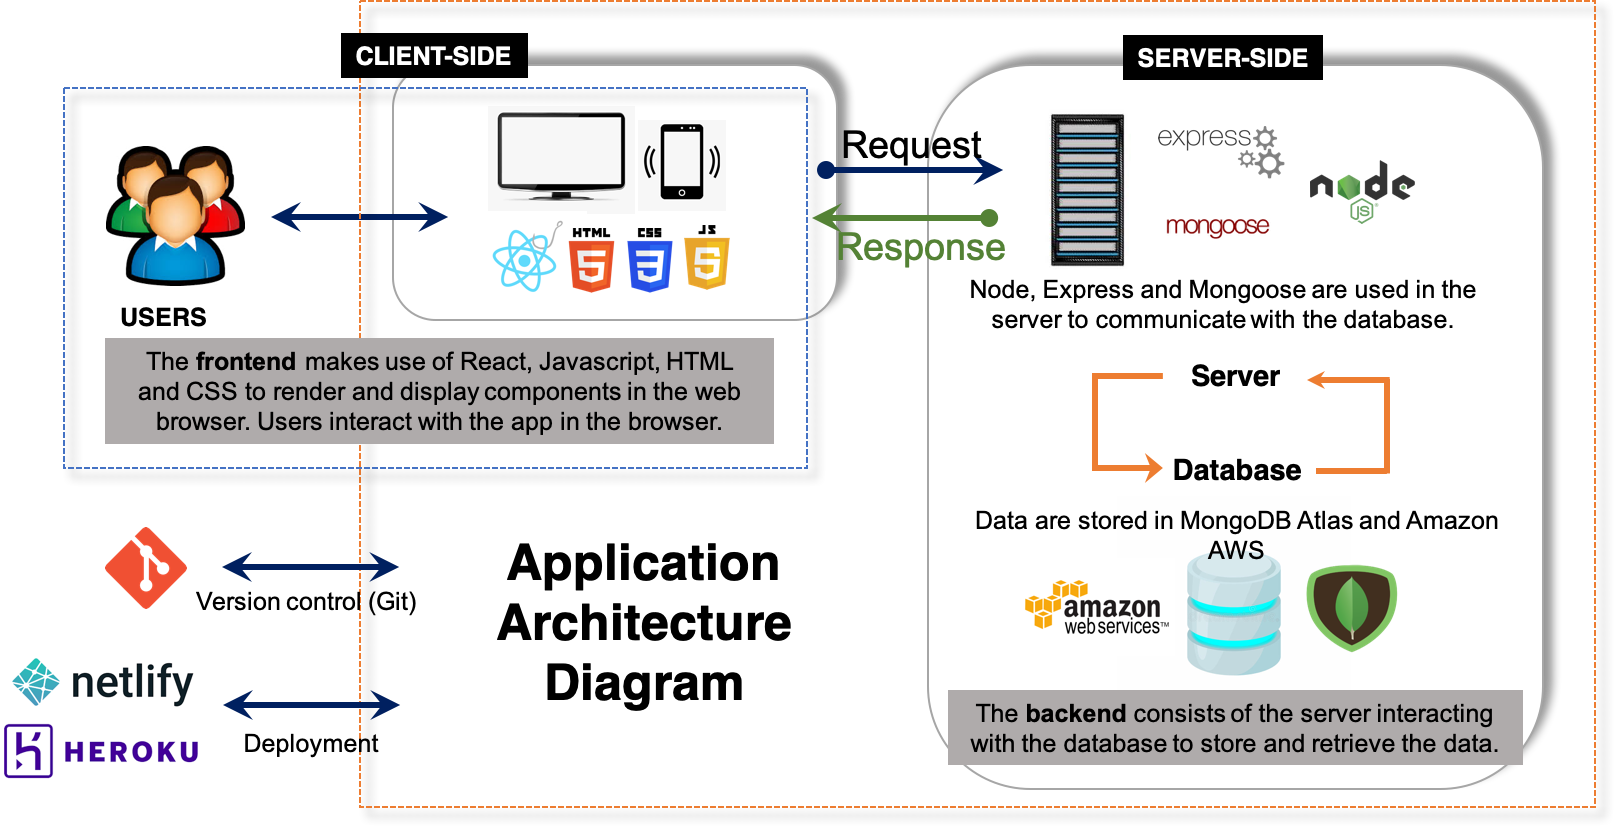 CLIENT-SIDE
SERVER-SIDE
Request
Response
HTML
CSS
JS
express
node
JS
mongoose
USERS
The frontend makes use of React, Javascript, HTML
and CSS to render and display components in the web
browser. Users interact with the app in the browser.
Node, Express and Mongoose are used in the
server to communicate with the database.
Server
Database
Data are stored in MongoDB Atlas and Amazon
AWS
amazon
web services™
The backend consists of the server interacting
with the database to store and retrieve the data.
Application
Architecture
Diagram
Version control (Git)
netlify
HEROKU
Deployment